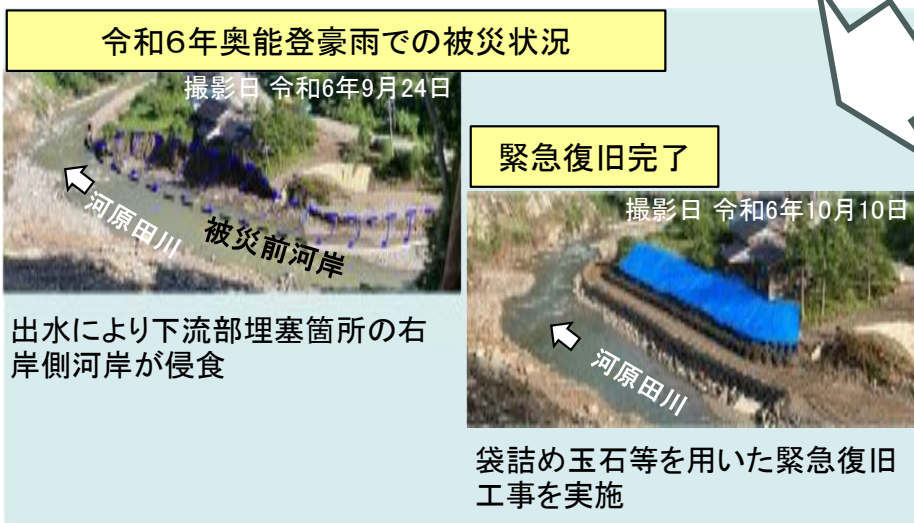 令和６年奥能登豪雨での被災状況
撮影日 令和6年9月24日
河原田川
被災前河岸
出水により下流部埋塞箇所の右
岸側河岸が侵食
緊急復旧完了
撮影日 令和6年10月10日
河原田川
袋詰め玉石等を用いた緊急復旧
工事を実施